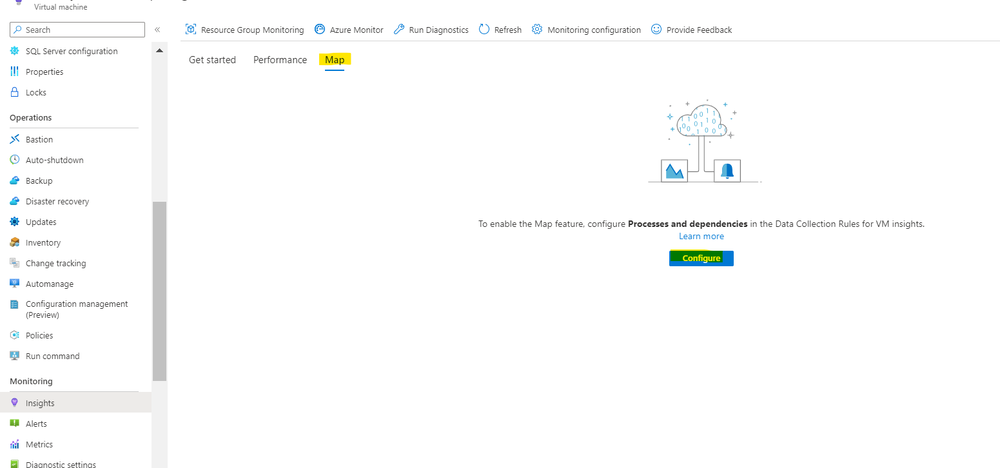 Virtual machine
Search
«
Resource Group Monitoring
Azure Monitor
Run Diagnostics
Refresh
Monitoring configuration
Provide Feedback
SQL Server configuration
Properties
Locks
Operations
Bastion
Auto-shutdown
Backup
Disaster recovery
Updates
Inventory
Change tracking
Automanage
Configuration management
(Preview)
Policies
Run command
Monitoring
Insights
Alerts
Metrics
Diagnostic settings
Get started
Performance
Map
To enable the Map feature, configure Processes and dependencies in the Data Collection Rules for VM insights.
Learn more
Configure